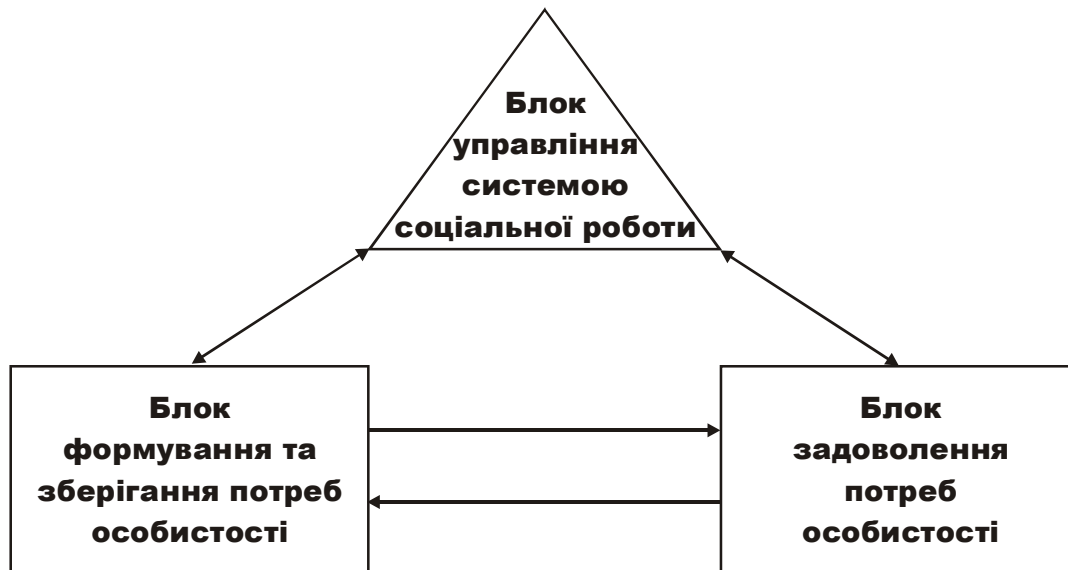 Блок
управління
системою
соціальної роботи
Блок
формування та
зберігання потреб
особистості
Блок
задоволення
потреб
особистості